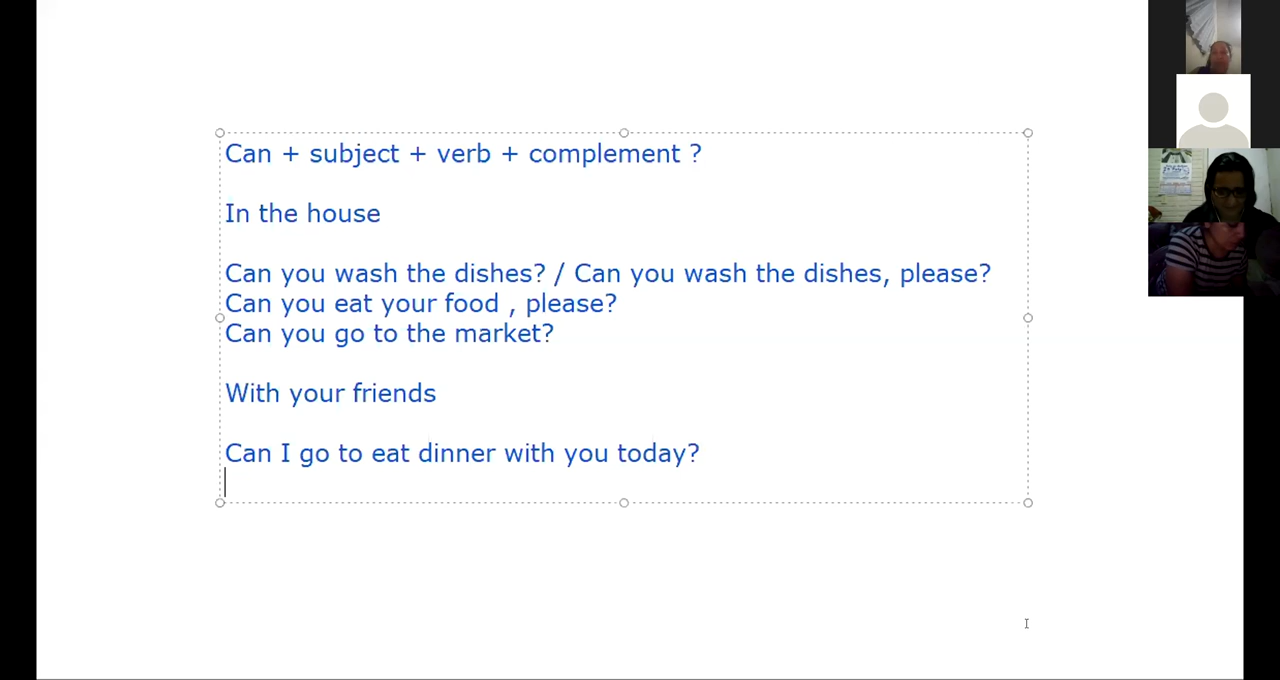 Can + subject + verb + complement ?
In the house
Can you wash the dishes? / Can you wash the dishes, please?
Can you eat your food , please?
Can you go to the market?
With your friends
Can I go to eat dinner with you today?